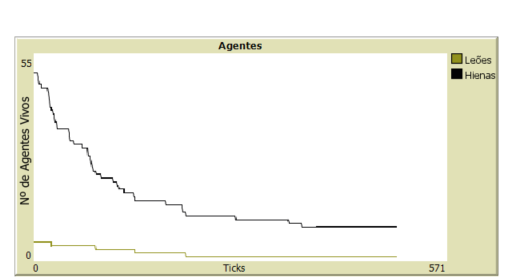 Agentes
55
Leões
Hienas
Nº de Agentes Vivos
0
0
Ticks
571